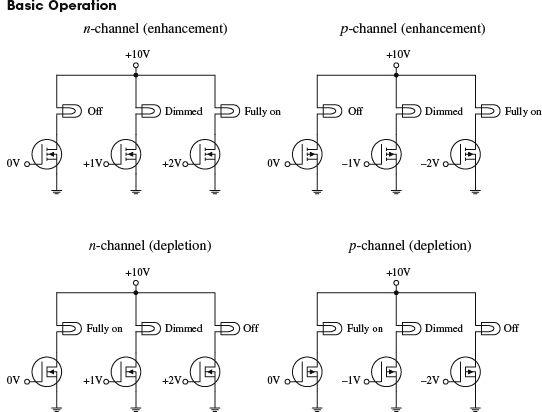 Basic Operation
n-channel (enhancement)
p-channel (enhancement)
+10V
+10V
Off
Dimmed
Fully on
Off
Dimmed
Fully on
0V
+1V
+2V
0V
–1V
–2V
n-channel (depletion)
p-channel (depletion)
+10V
+10V
Fully on
Dimmed
Off
Fully on
Dimmed
Off
0V
+1V
+2V
0V
–1V
–2V